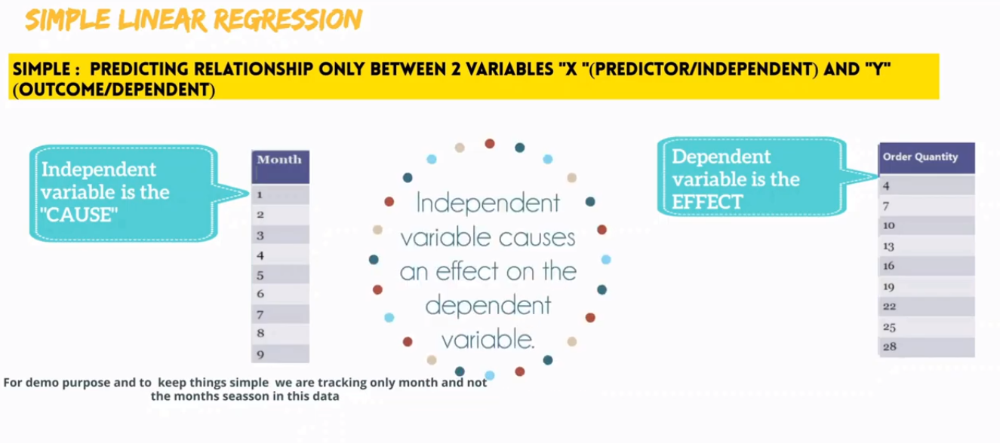 SIMPLE LINEAR REGRESSION
SIMPLE : PREDICTING RELATIONSHIP ONLY BETWEEN 2 VARIABLES "X "(PREDICTOR/INDEPENDENT) AND "Y"
(OUTCOME/DEPENDENT)
Independent
variable is the
"CAUSE"
Month
1
2
3
4
5
6
7
8
9
Independent
variable causes
an effect on the
dependent
variable.
Dependent
variable is the
EFFECT
Order Quantity
4
7
10
13
16
19
22
25
28
For demo purpose and to keep things simple we are tracking only month and not
the months seasson in this data